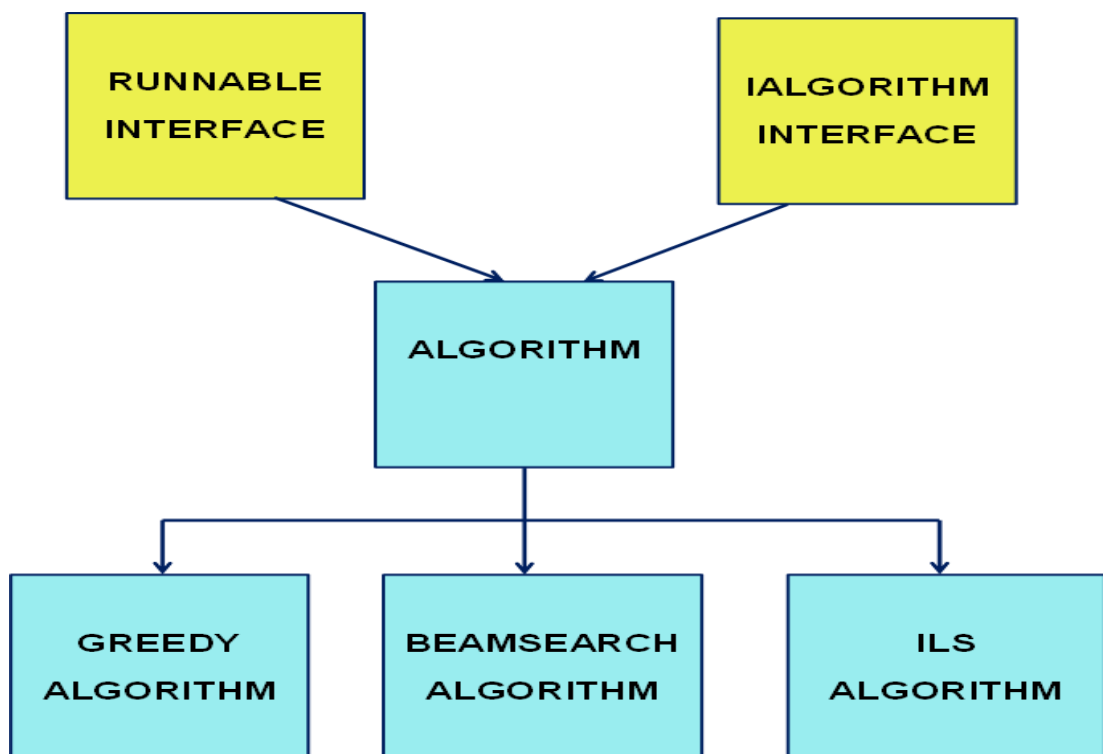 RUNNABLE
INTERFACE
IALGORITHM
INTERFACE
ALGORITHM
GREEDY
ALGORITHM
BEAMSEARCH
ALGORITHM
ILS
ALGORITHM